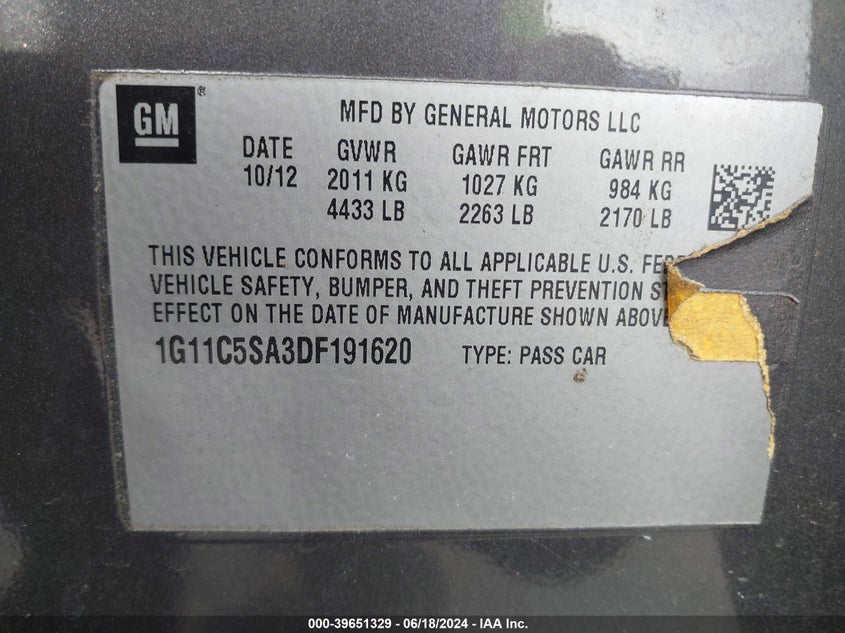 GM®
MFD BY GENERAL MOTORS LLC
DATE GVWR GAWR FRT GAWR RR
10/12 2011 KG 1027 KG 984 KG
4433 LB 2263 LB 2170 LB
THIS VEHICLE CONFORMS TO ALL APPLICABLE U.S.
VEHICLE SAFETY, BUMPER, AND THEFT PREVENTION
EFFECT ON THE DATE OF MANUFACTURE SHOWN ABOVE
1G11C5SA3DF191620 TYPE: PASS CAR
000-39651329 - 06/18/2024 - IAA Inc.